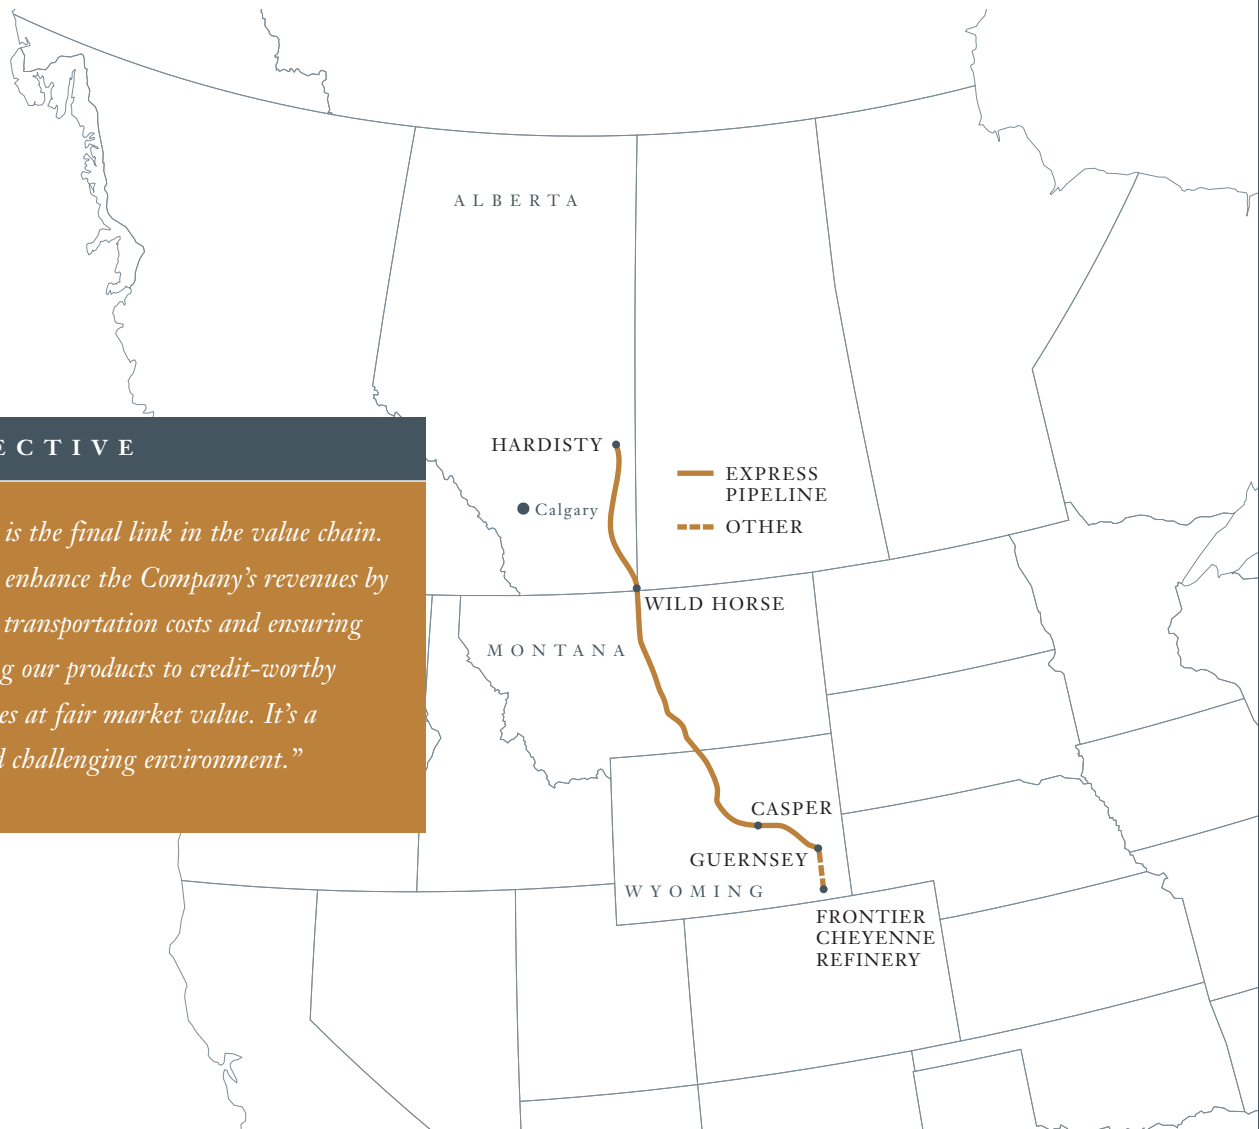 ALBERTA
ECTIVE
HARDISTY
EXPRESS
PIPELINE
Calgary
OTHER
is the final link in the value chain.
enhance the Company’s revenues by
transportation costs and ensuring
g our products to credit-worthy
es at fair market value. It’s a
d challenging environment.”
WILD HORSE
MONTANA
CASPER
GUERNSEY
WYOMING
FRONTIER
CHEYENNE
REFINERY